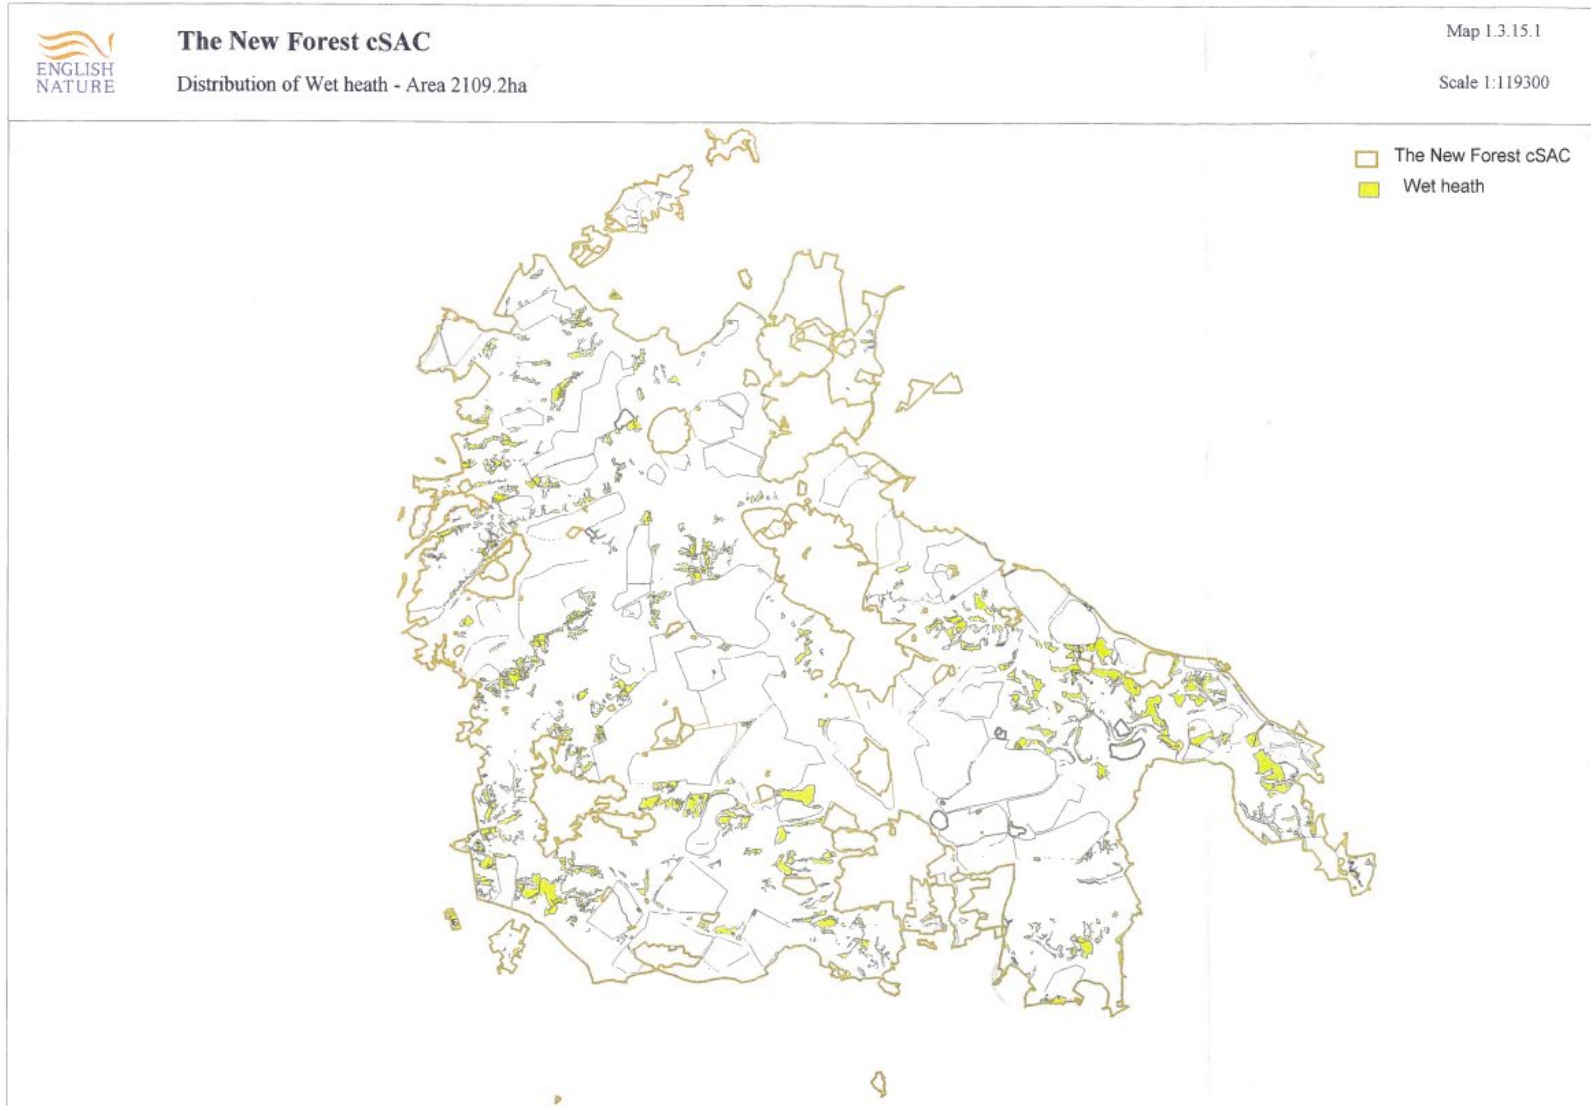 ENGLISH
NATURE
The New Forest cSAC
Distribution of Wet heath - Area 2109.2ha
Map 1.3.15.1
Scale 1:119300
The New Forest cSAC
Wet heath